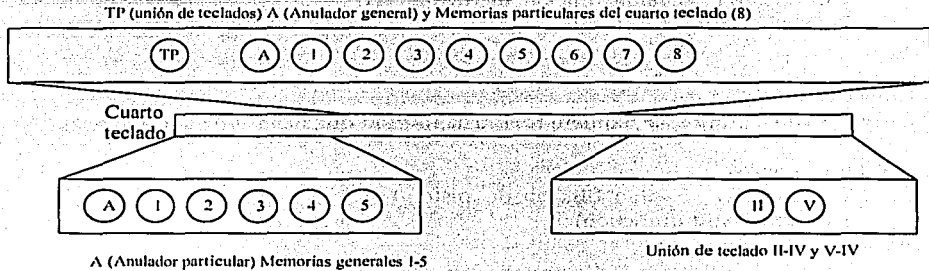 TP (unión de teclados) A (Anulador general) y Memorias particulares del cuarto teclado (8)
TP A 1 2 3 4 5 6 7 8
Cuarto
teclado
A 1 2 3 4 5
II V
A (Anulador particular) Memorias generales 1-5
Unión de teclado II-IV y V-IV